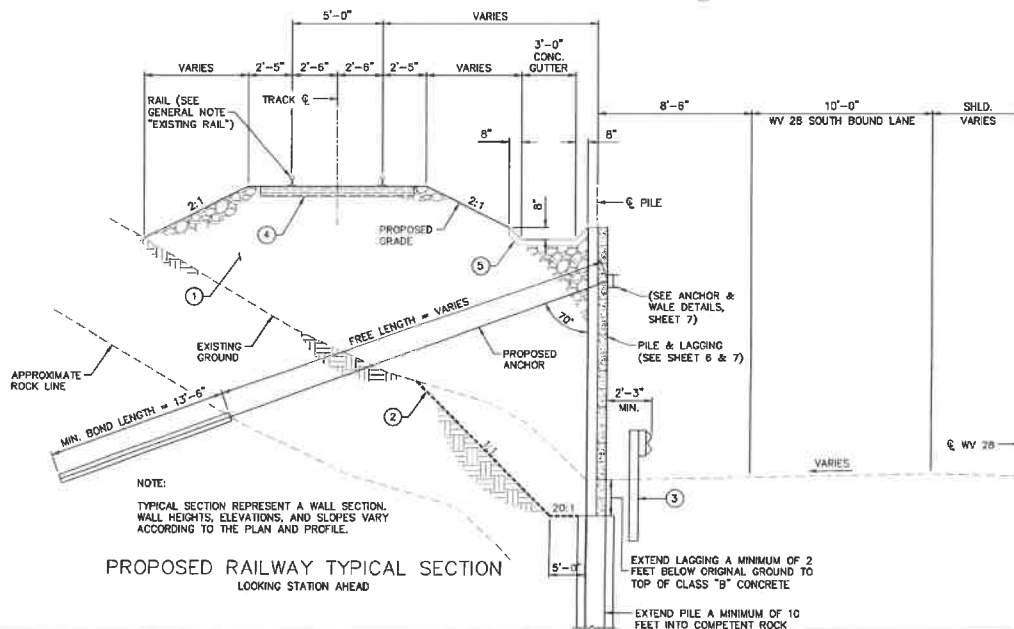 5'-0"
VARIES
3'-0"
CONC.
GUTTER
VARIES
2'-5"
2'-6"
2'-6"
2'-5"
VARIES
8'-6"
10'-0"
WV 28 SOUTH BOUND LANE
SHLD.
VARIES
RAIL (SEE
GENERAL NOTE
"EXISTING RAIL")
TRACK ℄
8"
8"
2:1
4
2:1
PROPOSED
GRADE
8"
5
℄ PILE
1
FREE LENGTH = VARIES
70°
(SEE ANCHOR &
WALE DETAILS,
SHEET 7)
PILE & LAGGING
(SEE SHEET 6 & 7)
EXISTING
GROUND
PROPOSED
ANCHOR
APPROXIMATE
ROCK LINE
MIN. BOND LENGTH = 13'-6"
2
2'-3"
MIN.
1:1
℄ WV 28
VARIES
3
20:1
5'-0"
NOTE:
TYPICAL SECTION REPRESENT A WALL SECTION.
WALL HEIGHTS, ELEVATIONS, AND SLOPES VARY
ACCORDING TO THE PLAN AND PROFILE.
PROPOSED RAILWAY TYPICAL SECTION
LOOKING STATION AHEAD
EXTEND LAGGING A MINIMUM OF 2
FEET BELOW ORIGINAL GROUND TO
TOP OF CLASS "B" CONCRETE
EXTEND PILE A MINIMUM OF 10
FEET INTO COMPETENT ROCK